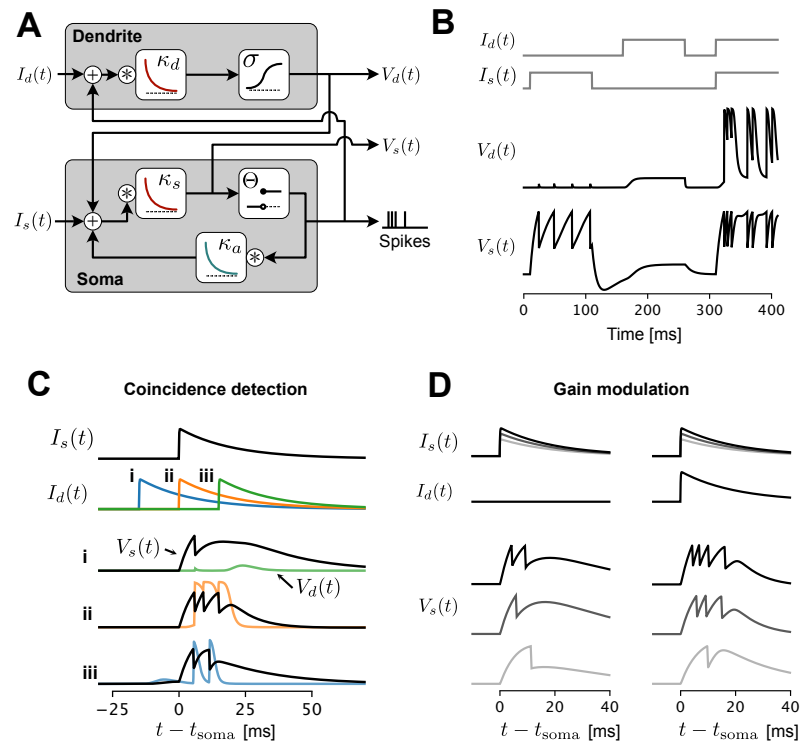 A
Dendrite
I_d(t)
+
*
κ_d
σ
V_d(t)
V_s(t)
I_s(t)
+
*
κ_s
Θ
κ_a
*
Soma
Spikes
B
I_d(t)
I_s(t)
V_d(t)
V_s(t)
0 100 200 300 400
Time [ms]
C
Coincidence detection
I_s(t)
i ii iii
I_d(t)
i
V_s(t)
V_d(t)
ii
iii
−25 0 25 50
t − t_soma [ms]
D
Gain modulation
I_s(t)
I_d(t)
V_s(t)
0 20 40 0 20 40
t − t_soma [ms] t − t_soma [ms]